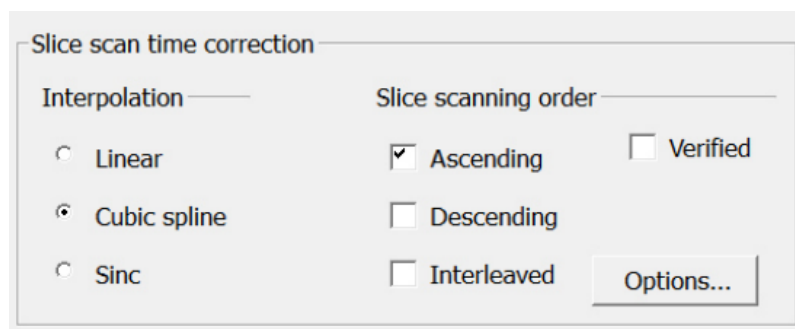 Slice scan time correction
Interpolation
Slice scanning order
Linear
Ascending
Verified
Cubic spline
Descending
Sinc
Interleaved
Options...